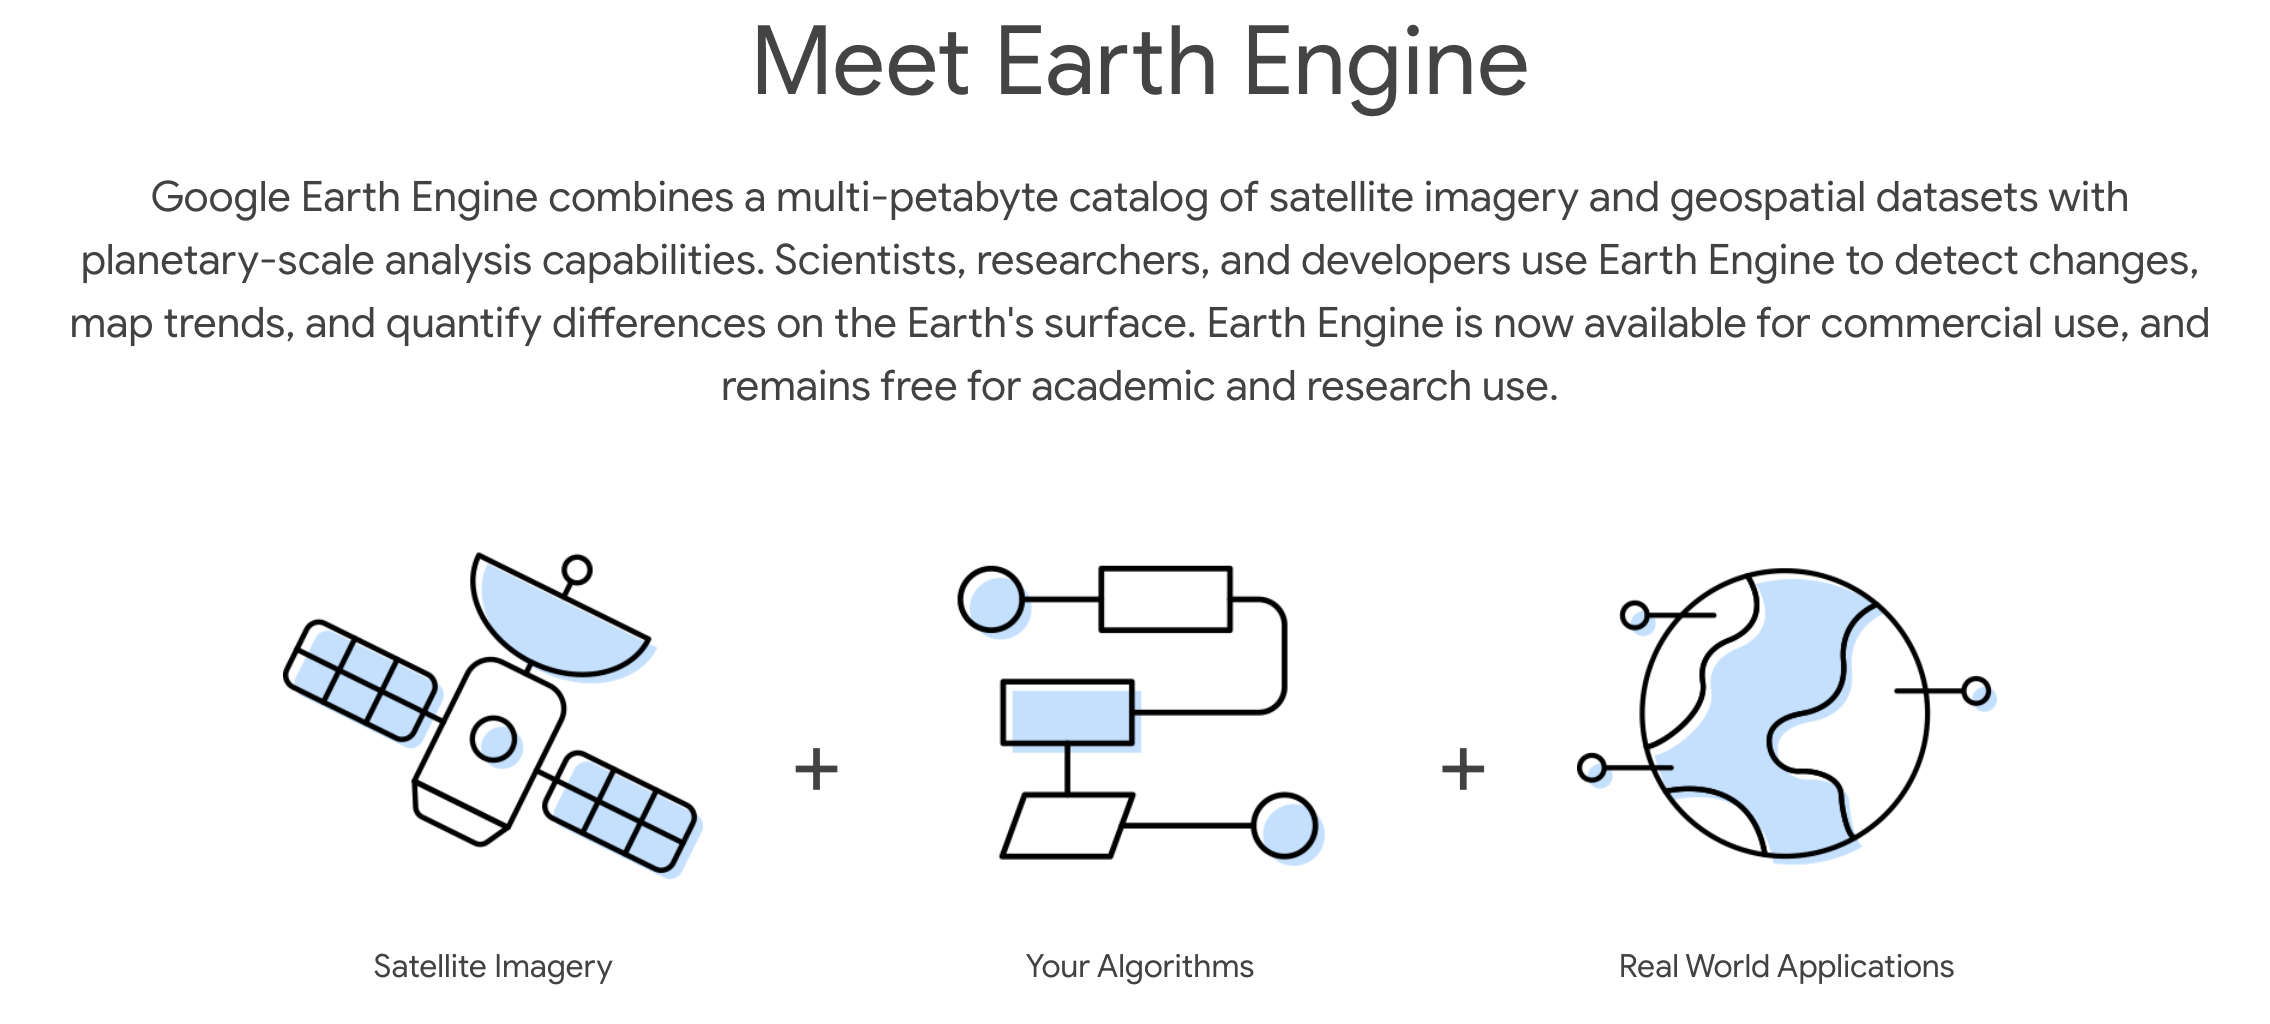 Meet Earth Engine
Google Earth Engine combines a multi-petabyte catalog of satellite imagery and geospatial datasets with
planetary-scale analysis capabilities. Scientists, researchers, and developers use Earth Engine to detect changes,
map trends, and quantify differences on the Earth's surface. Earth Engine is now available for commercial use, and
remains free for academic and research use.
+ +
Satellite Imagery Your Algorithms Real World Applications